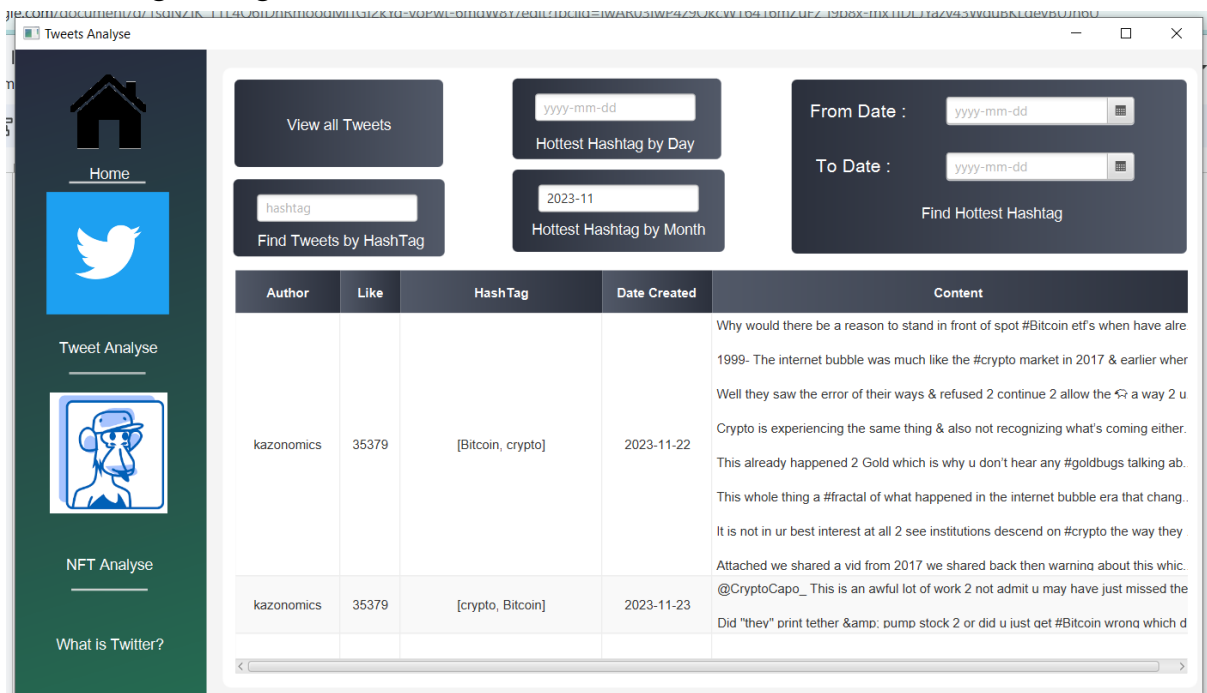 Tweets Analyse
Home
Tweet Analyse
NFT Analyse
What is Twitter?
View all Tweets
hashtag
Find Tweets by HashTag
yyyy-mm-dd
Hottest Hashtag by Day
2023-11
Hottest Hashtag by Month
From Date :
yyyy-mm-dd
To Date :
yyyy-mm-dd
Find Hottest Hashtag
Author Like HashTag Date Created Content
kazonomics 35379 [Bitcoin, crypto] 2023-11-22
Why would there be a reason to stand in front of spot #Bitcoin etf's when have alre
1999- The internet bubble was much like the #crypto market in 2017 & earlier wher
Well they saw the error of their ways & refused 2 continue 2 allow the a way 2 u
Crypto is experiencing the same thing & also not recognizing what's coming either.
This already happened 2 Gold which is why u don't hear any #goldbugs talking ab..
This whole thing a #fractal of what happened in the internet bubble era that chang..
It is not in ur best interest at all 2 see institutions descend on #crypto the way they
Attached we shared a vid from 2017 we shared back then warning about this whic..
kazonomics 35379 [crypto, Bitcoin] 2023-11-23
@CryptoCapo_ This is an awful lot of work 2 not admit u may have just missed the
Did "they" print tether &amp; pump stock 2 or did u just get #Bitcoin wrong which d